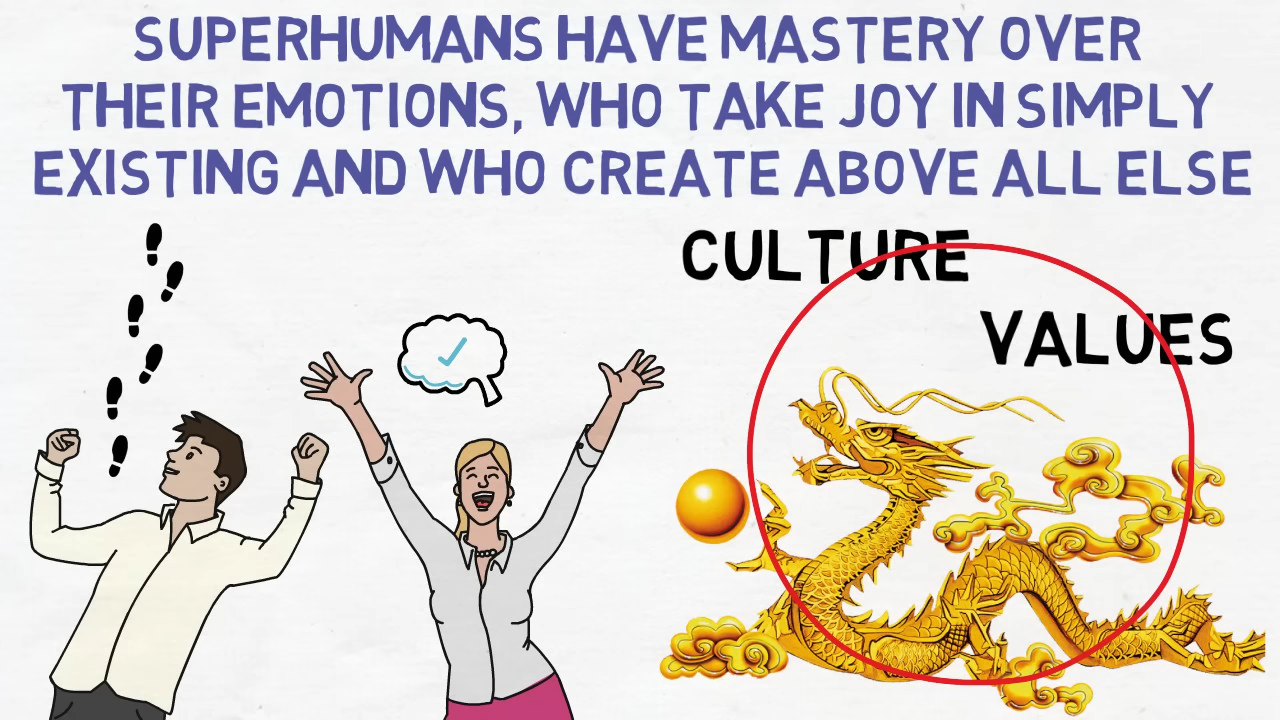 SUPERHUMANS HAVE MASTERY OVER
THEIR EMOTIONS, WHO TAKE JOY IN SIMPLY
EXISTING AND WHO CREATE ABOVE ALL ELSE
CULTURE
VALUES